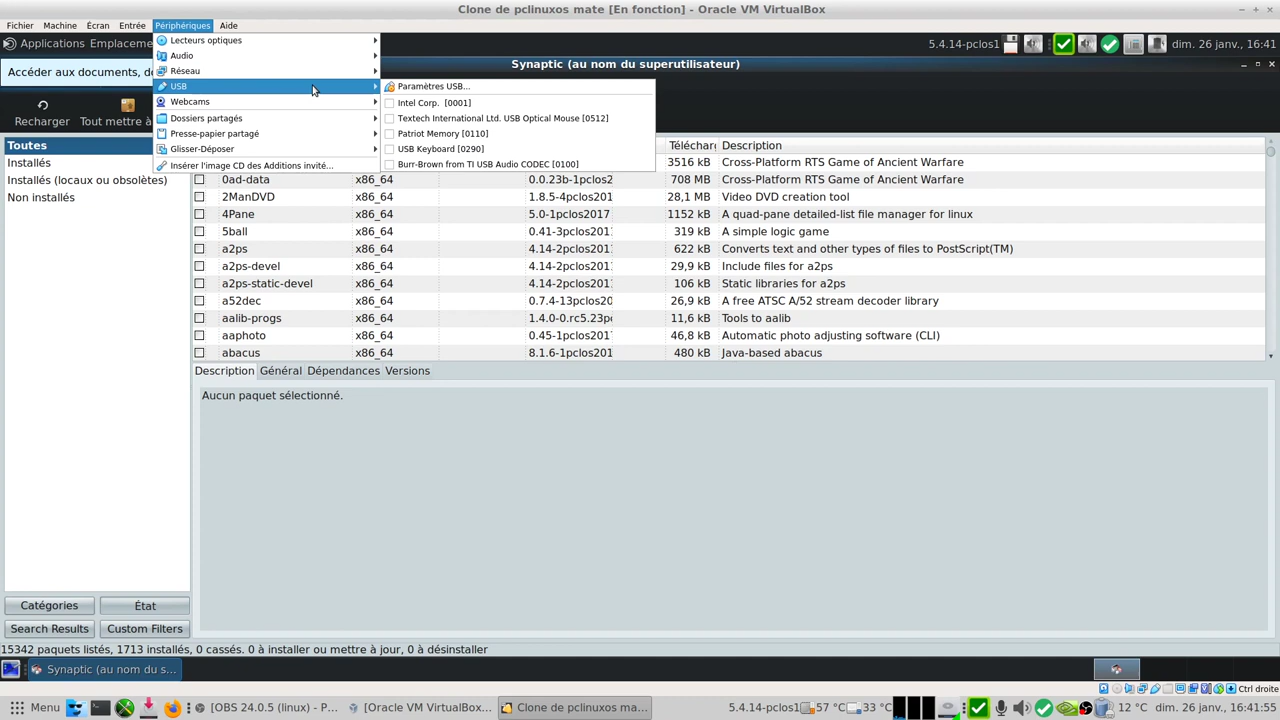 Clone de pclinuxos mate [En fonction] - Oracle VM VirtualBox
Fichier Machine Écran Entrée Périphériques Aide
Applications Emplaceme 5.4.14-pclos1 dim. 26 janv., 16:41
Accéder aux documents, d
Synaptic (au nom du superutilisateur)
Recharger Tout mettre à
Lecteurs optiques
Audio
Réseau
USB
Webcams
Dossiers partagés
Presse-papier partagé
Glisser-Déposer
Insérer l'image CD des Additions invité...
Paramètres USB...
Intel Corp. [0001]
Textech International Ltd. USB Optical Mouse [0512]
Patriot Memory [0110]
USB Keyboard [0290]
Burr-Brown from TI USB Audio CODEC [0100]
Toutes
Installés
Installés (locaux ou obsolètes)
Non installés
Télécharg Description
3516 kB Cross-Platform RTS Game of Ancient Warfare
0ad-data x86_64 0.0.23b-1pclos2 708 MB Cross-Platform RTS Game of Ancient Warfare
2ManDVD x86_64 1.8.5-4pclos201 28,1 MB Video DVD creation tool
4Pane x86_64 5.0-1pclos2017 1152 kB A quad-pane detailed-list file manager for linux
5ball x86_64 0.41-3pclos201 319 kB A simple logic game
a2ps x86_64 4.14-2pclos201 622 kB Converts text and other types of files to PostScript(TM)
a2ps-devel x86_64 4.14-2pclos201 29,9 kB Include files for a2ps
a2ps-static-devel x86_64 4.14-2pclos201 106 kB Static libraries for a2ps
a52dec x86_64 0.7.4-13pclos20 26,9 kB A free ATSC A/52 stream decoder library
aalib-progs x86_64 1.4.0-0.rc5.23pc 11,6 kB Tools to aalib
aaphoto x86_64 0.45-1pclos201 46,8 kB Automatic photo adjusting software (CLI)
abacus x86_64 8.1.6-1pclos201 480 kB Java-based abacus
Description Général Dépendances Versions
Aucun paquet sélectionné.
Catégories État
Search Results Custom Filters
15342 paquets listés, 1713 installés, 0 cassés. 0 à installer ou mettre à jour, 0 à désinstaller
Synaptic (au nom du s...
Ctrl droite
Menu [OBS 24.0.5 (linux) - P... [Oracle VM VirtualBox... Clone de pclinuxos ma... 5.4.14-pclos1 57 °C 33 °C 12 °C dim. 26 janv., 16:41:55